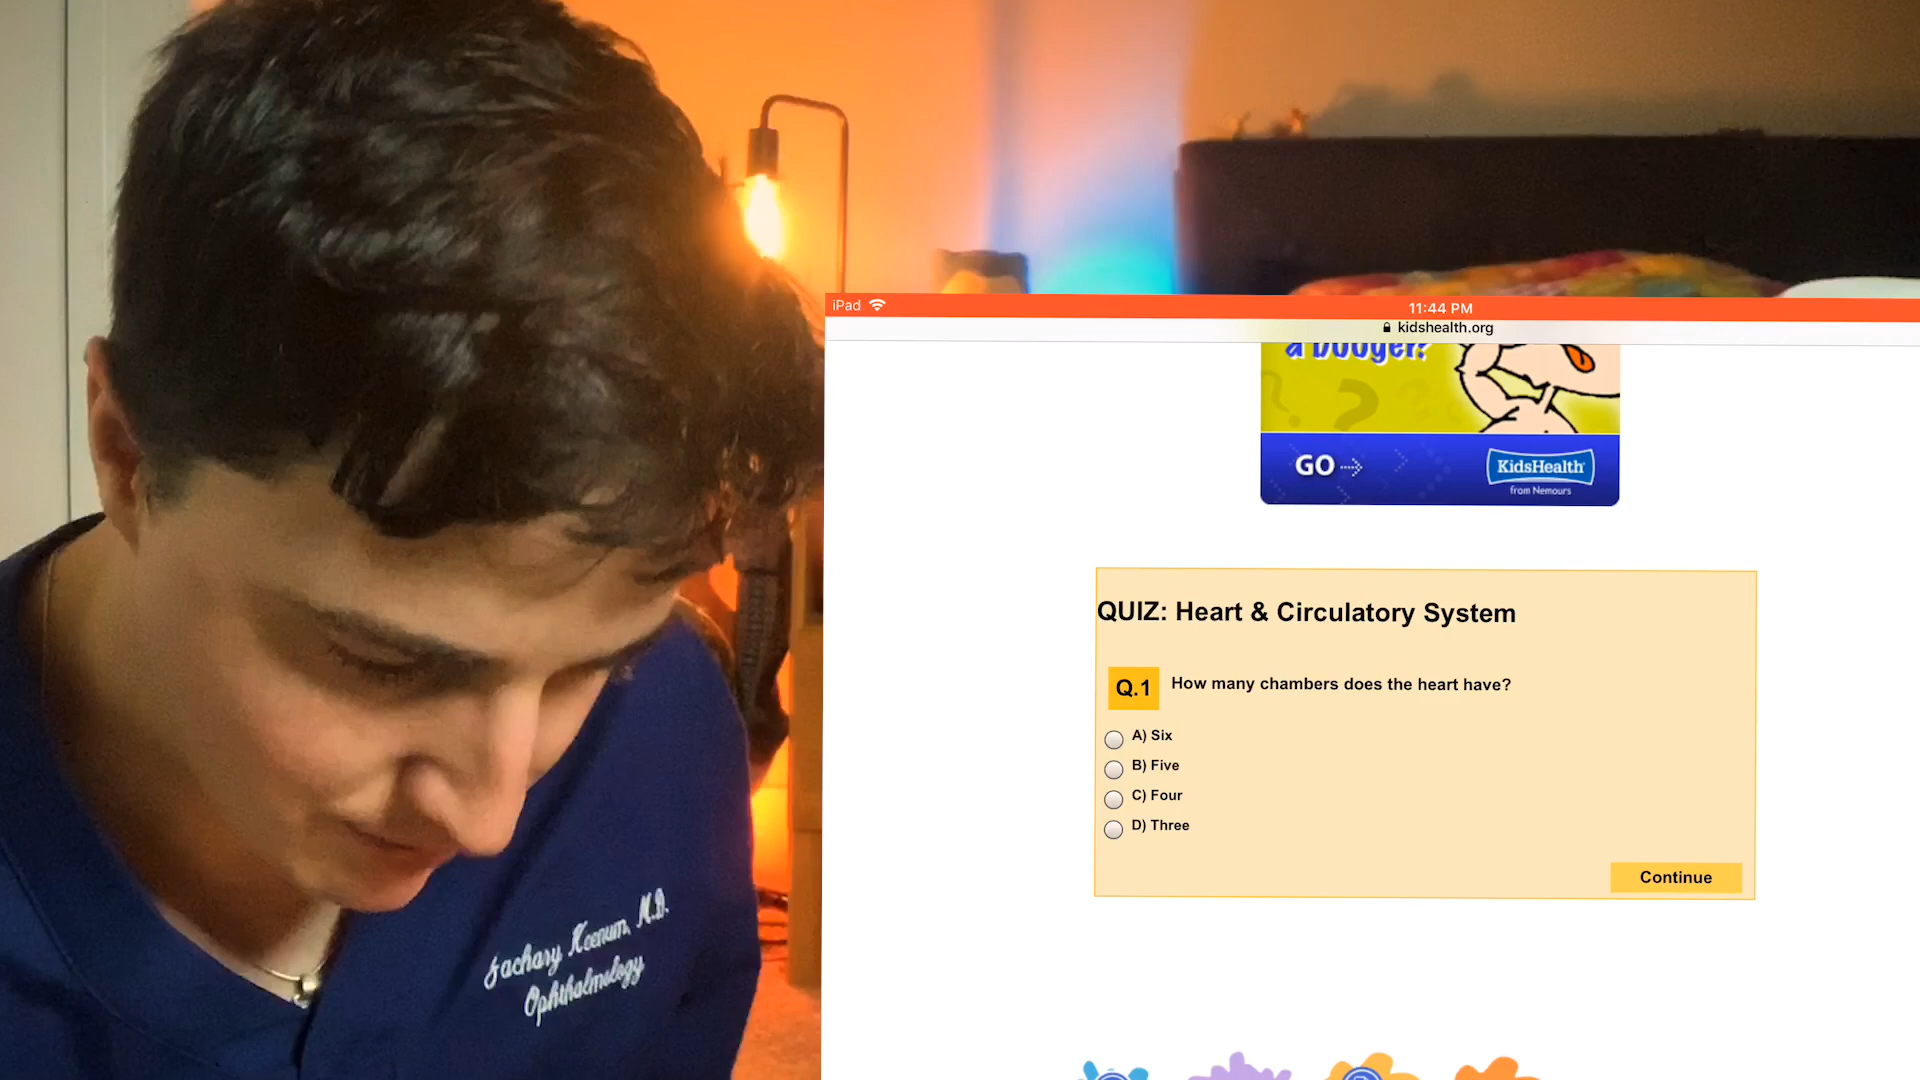 iPad
11:44 PM
kidshealth.org
a booger?
GO
KidsHealth
from Nemours
QUIZ: Heart & Circulatory System
Q.1 How many chambers does the heart have?
A) Six
B) Five
C) Four
D) Three
Continue
Zachary Keenum, M.D.
Ophthalmology